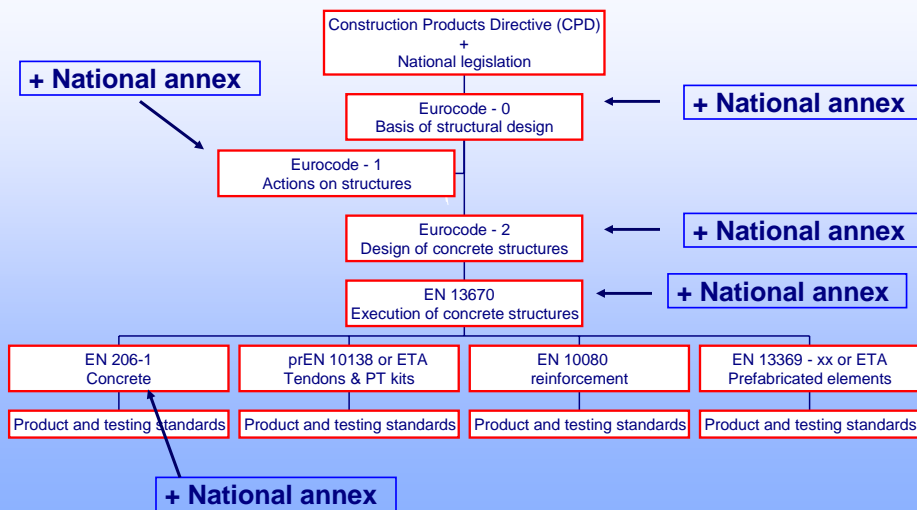 Construction Products Directive (CPD)
+
National legislation
+ National annex
Eurocode - 0
Basis of structural design
+ National annex
Eurocode - 1
Actions on structures
Eurocode - 2
Design of concrete structures
+ National annex
EN 13670
Execution of concrete structures
+ National annex
EN 206-1
Concrete
prEN 10138 or ETA
Tendons & PT kits
EN 10080
reinforcement
EN 13369 - xx or ETA
Prefabricated elements
Product and testing standards
Product and testing standards
Product and testing standards
Product and testing standards
+ National annex